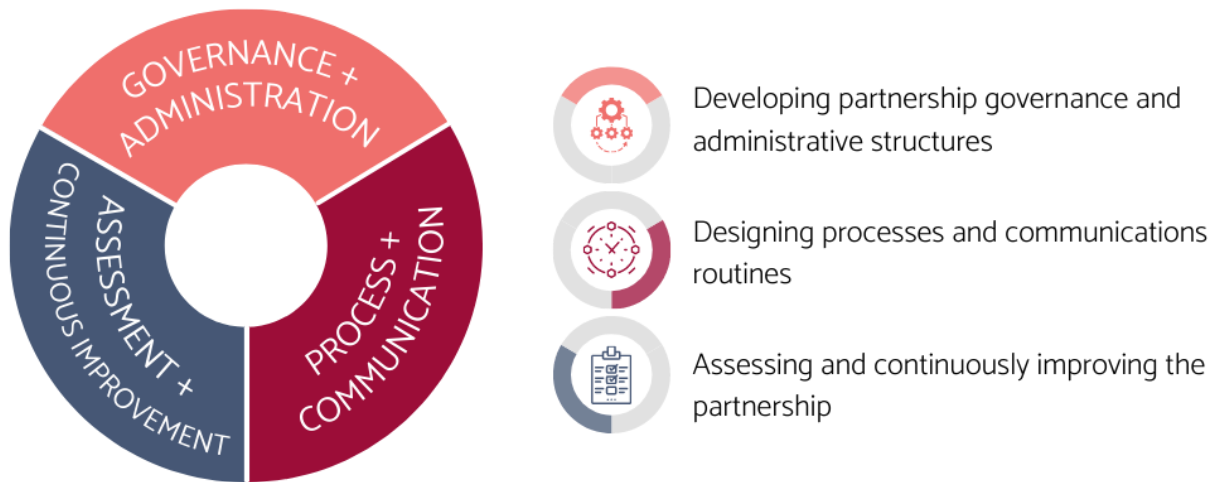 GOVERNANCE +
ADMINISTRATION
PROCESS +
COMMUNICATION
ASSESSMENT +
CONTINUOUS IMPROVEMENT
Developing partnership governance and
administrative structures
Designing processes and communications
routines
Assessing and continuously improving the
partnership